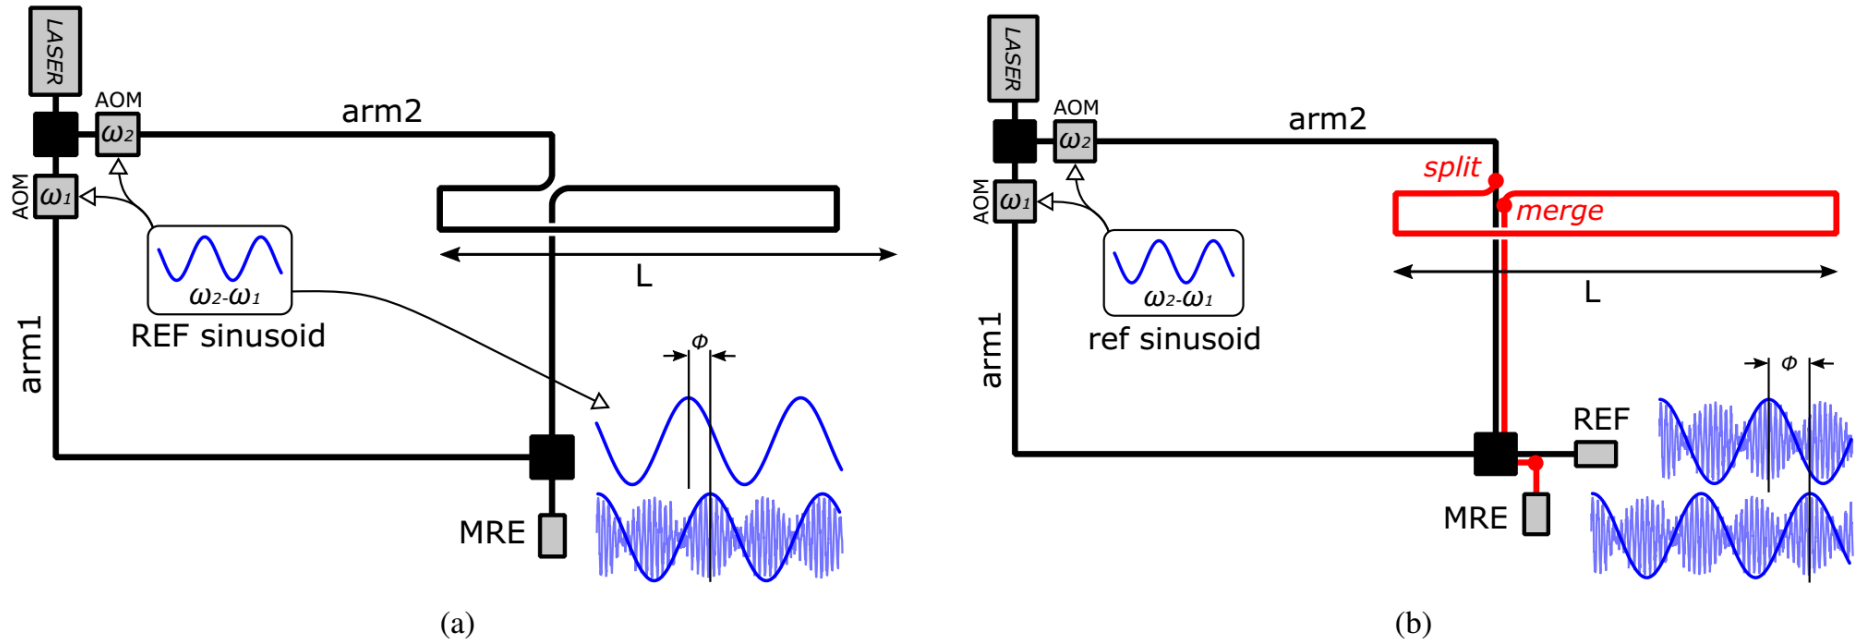 LASER
AOM
ω2
arm2
AOM
ω1
ω2-ω1
REF sinusoid
L
arm1
Φ
MRE
(a)
LASER
AOM
ω2
arm2
split
AOM
ω1
merge
ω2-ω1
ref sinusoid
L
arm1
Φ
REF
MRE
(b)